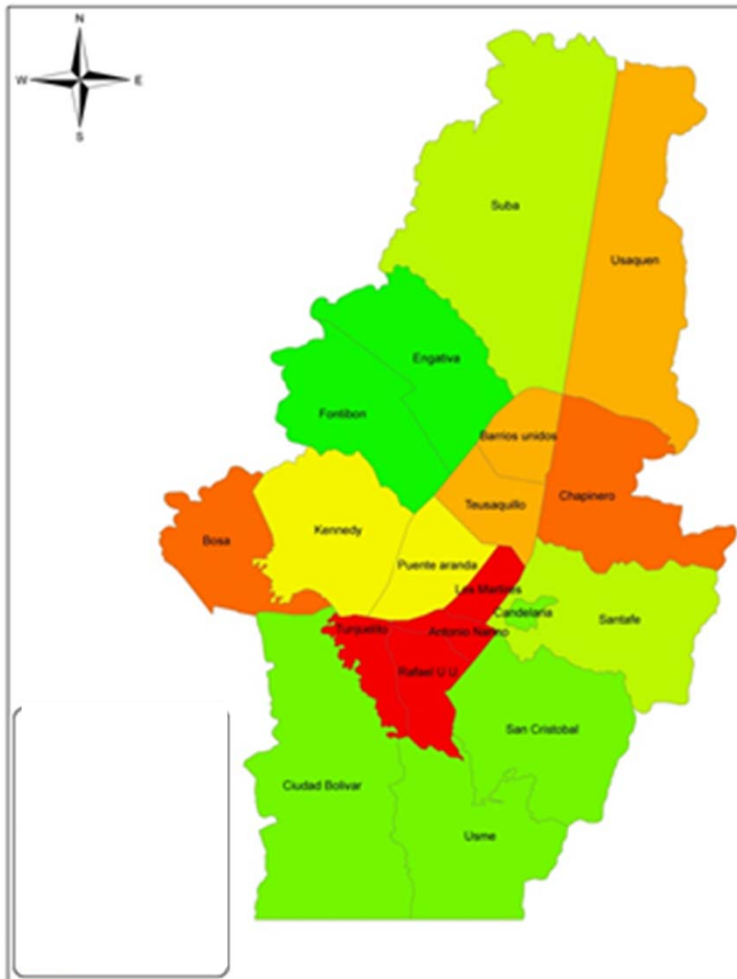 N
W
E
S
Suba
Usaquen
Engativa
Fontibon
Barrios unidos
Chapinero
Teusaquillo
Kennedy
Bosa
Puente aranda
Los Martires
Candelaria
Santafe
Tunjuelito
Antonio Narino
Rafael U U
San Cristobal
Ciudad Bolivar
Usme